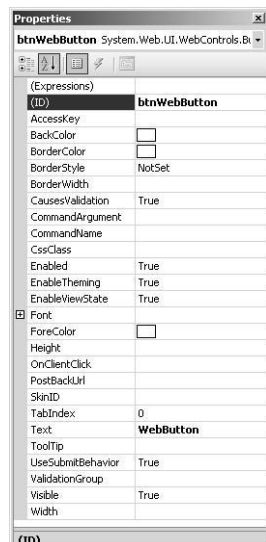 Properties
btnWebButton System.Web.UI.WebControls.Bu
(Expressions)
(ID) btnWebButton
AccessKey
BackColor
BorderColor
BorderStyle NotSet
BorderWidth
CausesValidation True
CommandArgument
CommandName
CssClass
Enabled True
EnableTheming True
EnableViewState True
Font
ForeColor
Height
OnClientClick
PostBackUrl
SkinID
TabIndex 0
Text WebButton
ToolTip
UseSubmitBehavior True
ValidationGroup
Visible True
Width
(ID)